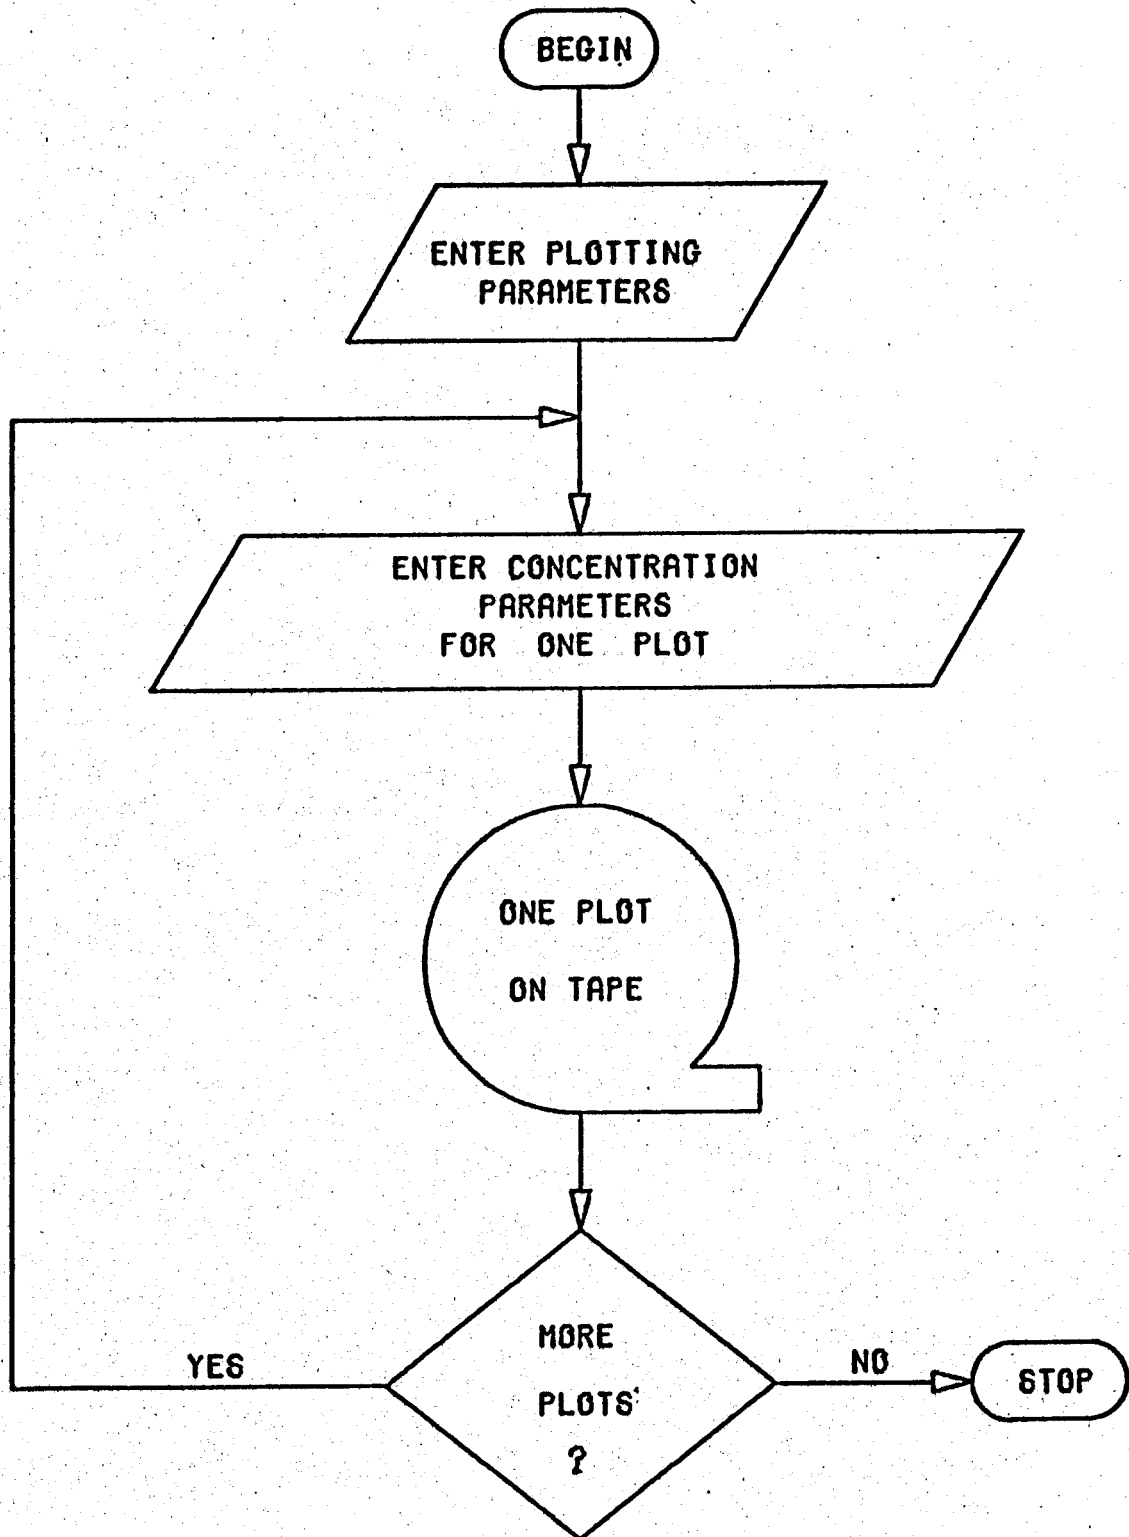 BEGIN
ENTER PLOTTING
PARAMETERS
ENTER CONCENTRATION
PARAMETERS
FOR ONE PLOT
ONE PLOT
ON TAPE
MORE
PLOTS
?
YES
NO
STOP